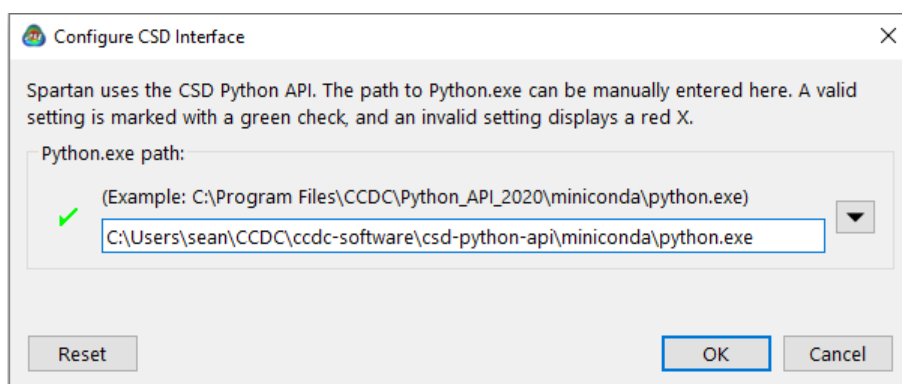 Configure CSD Interface
Spartan uses the CSD Python API. The path to Python.exe can be manually entered here. A valid
setting is marked with a green check, and an invalid setting displays a red X.
Python.exe path:
(Example: C:\Program Files\CCDC\Python_API_2020\miniconda\python.exe)
C:\Users\sean\CCDC\ccdc-software\csd-python-api\miniconda\python.exe
Reset OK Cancel